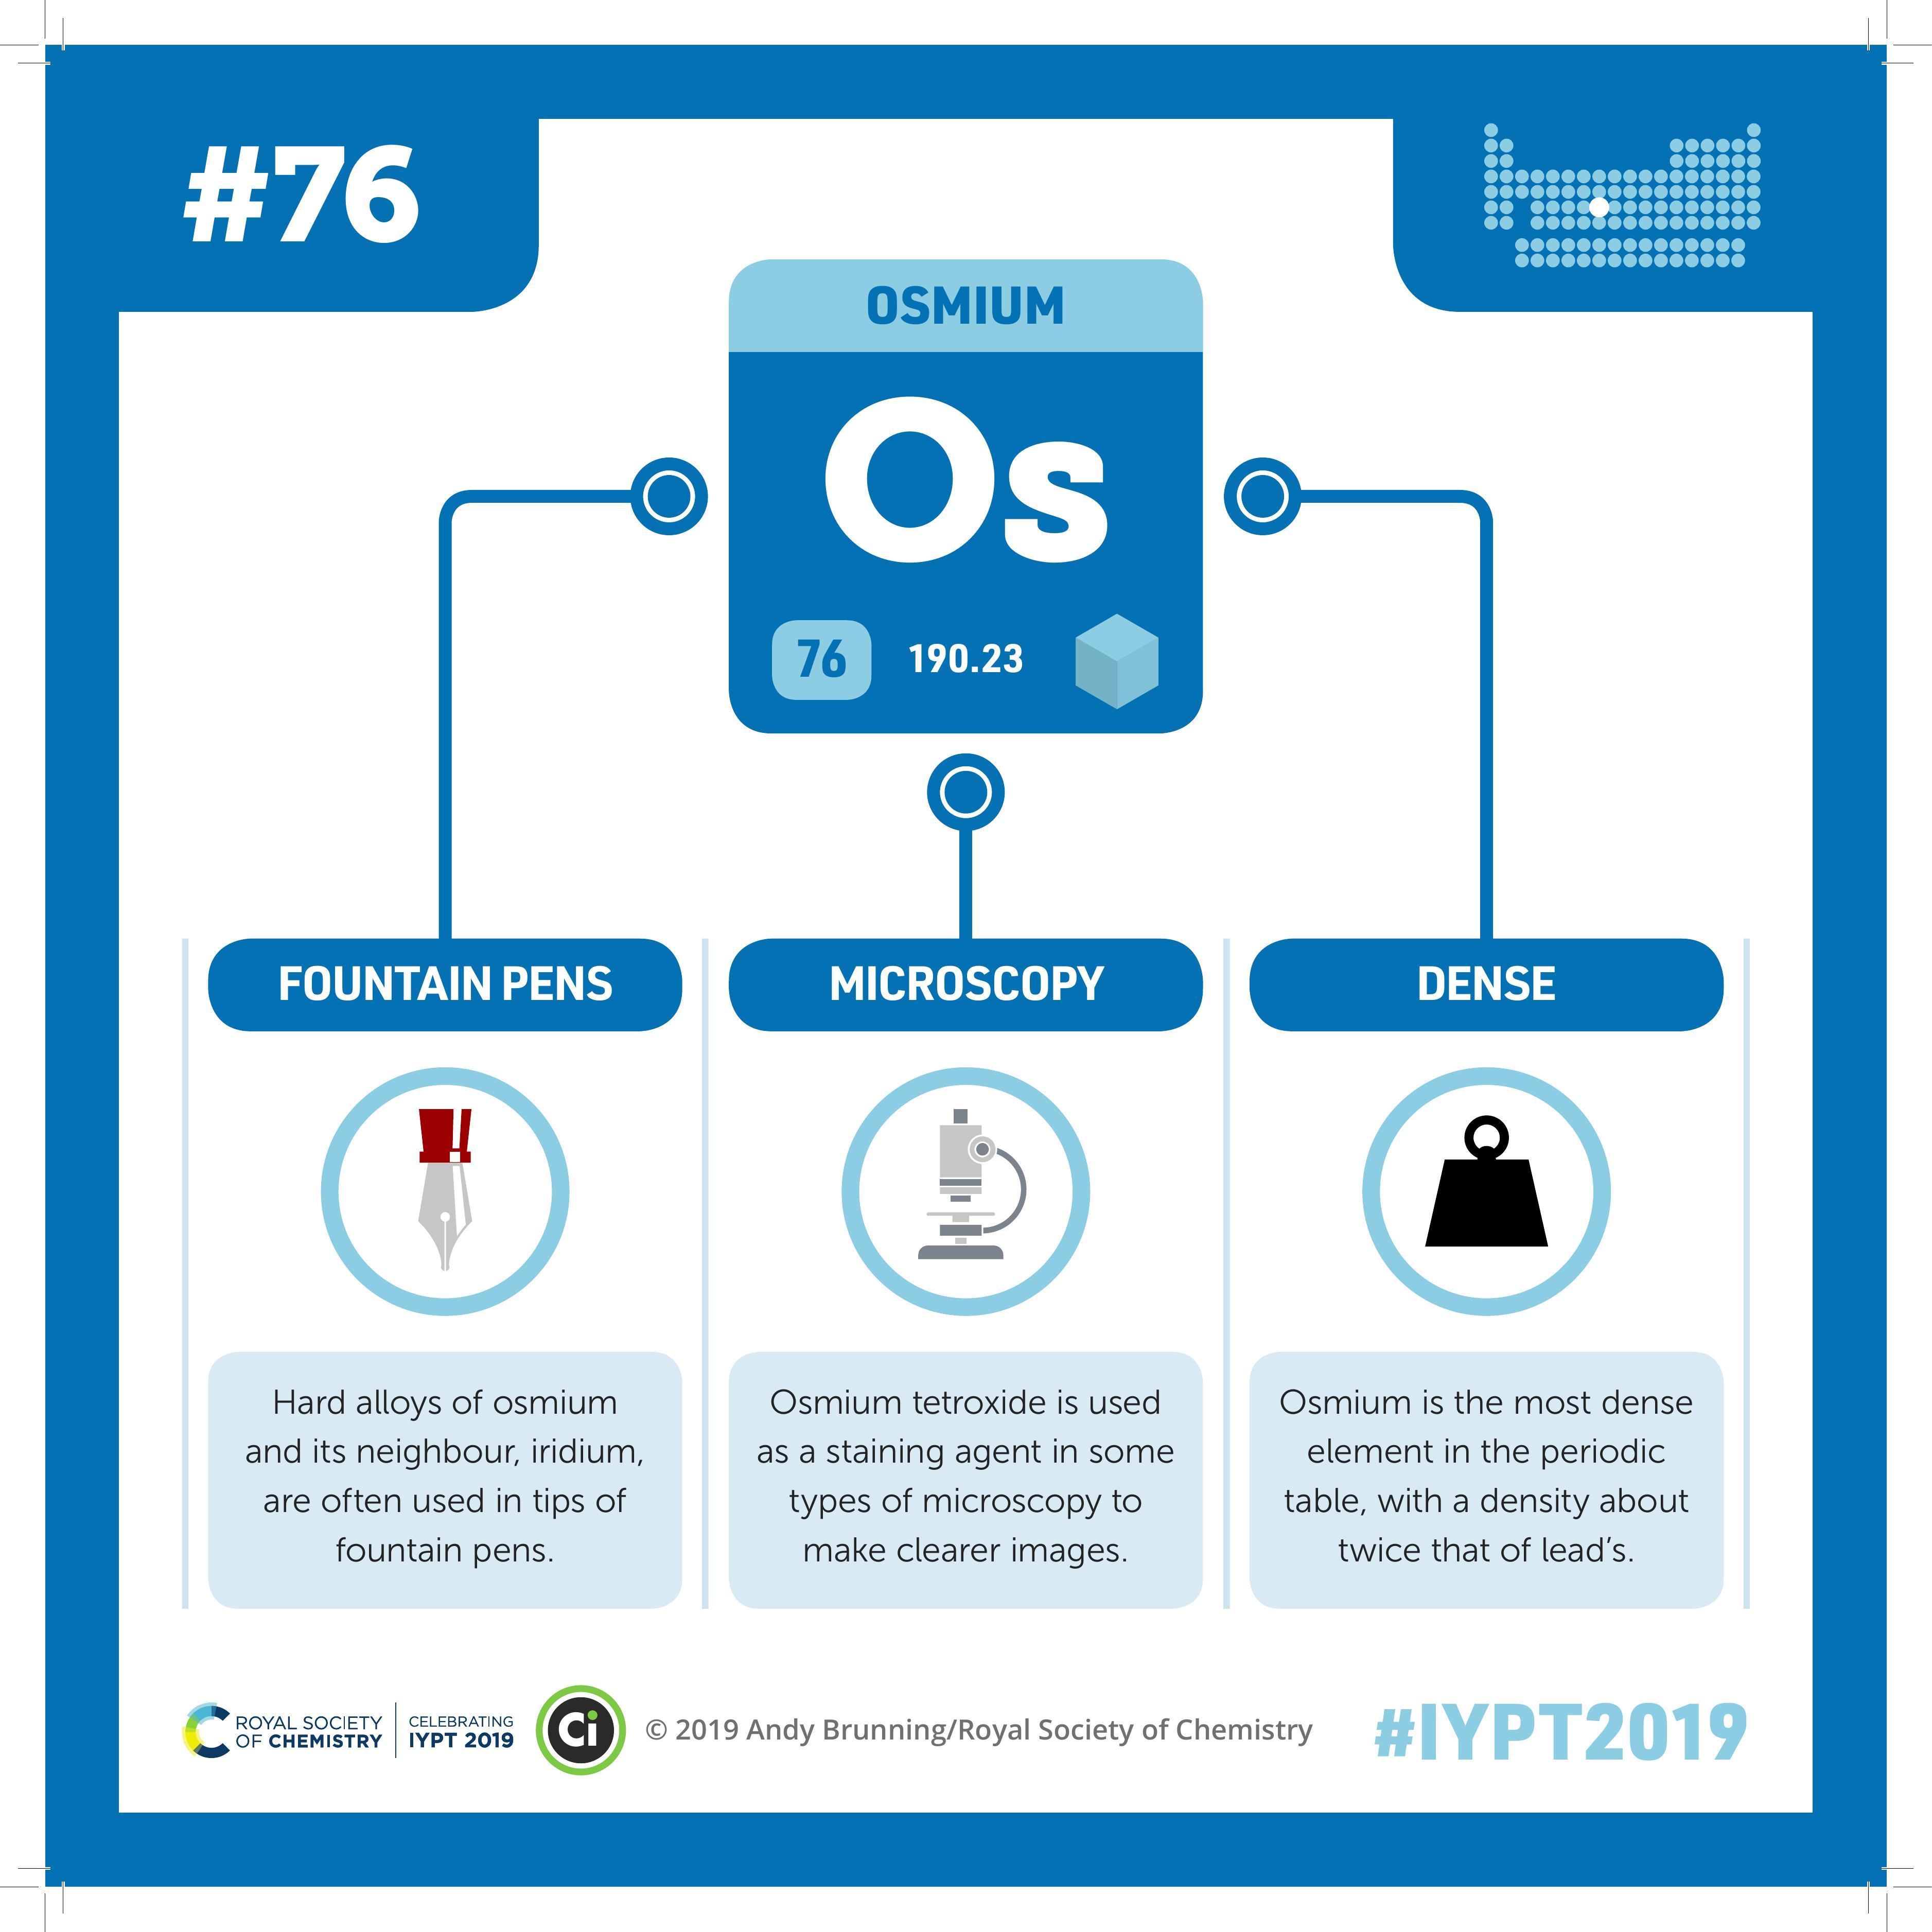 #76
OSMIUM
Os
76
190.23
FOUNTAIN PENS
Hard alloys of osmium
and its neighbour, iridium,
are often used in tips of
fountain pens.
MICROSCOPY
Osmium tetroxide is used
as a staining agent in some
types of microscopy to
make clearer images.
DENSE
Osmium is the most dense
element in the periodic
table, with a density about
twice that of lead’s.
ROYAL SOCIETY
OF CHEMISTRY
CELEBRATING
IYPT 2019
Ci
© 2019 Andy Brunning/Royal Society of Chemistry
#IYPT2019